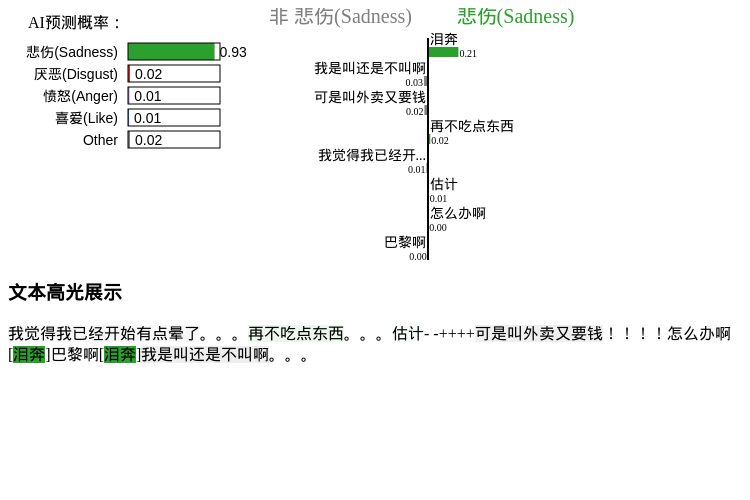 AI预测概率：
悲伤(Sadness) 0.93
厌恶(Disgust) 0.02
愤怒(Anger) 0.01
喜爱(Like) 0.01
Other 0.02
非 悲伤(Sadness) 悲伤(Sadness)
泪奔
0.21
我是叫还是不叫啊
0.03
可是叫外卖又要钱
0.02
再不吃点东西
0.02
我觉得我已经开...
0.01
估计
0.01
怎么办啊
0.00
巴黎啊
0.00
文本高光展示
我觉得我已经开始有点晕了。。。再不吃点东西。。。估计- -++++可是叫外卖又要钱！！！！怎么办啊
[泪奔]巴黎啊[泪奔]我是叫还是不叫啊。。。